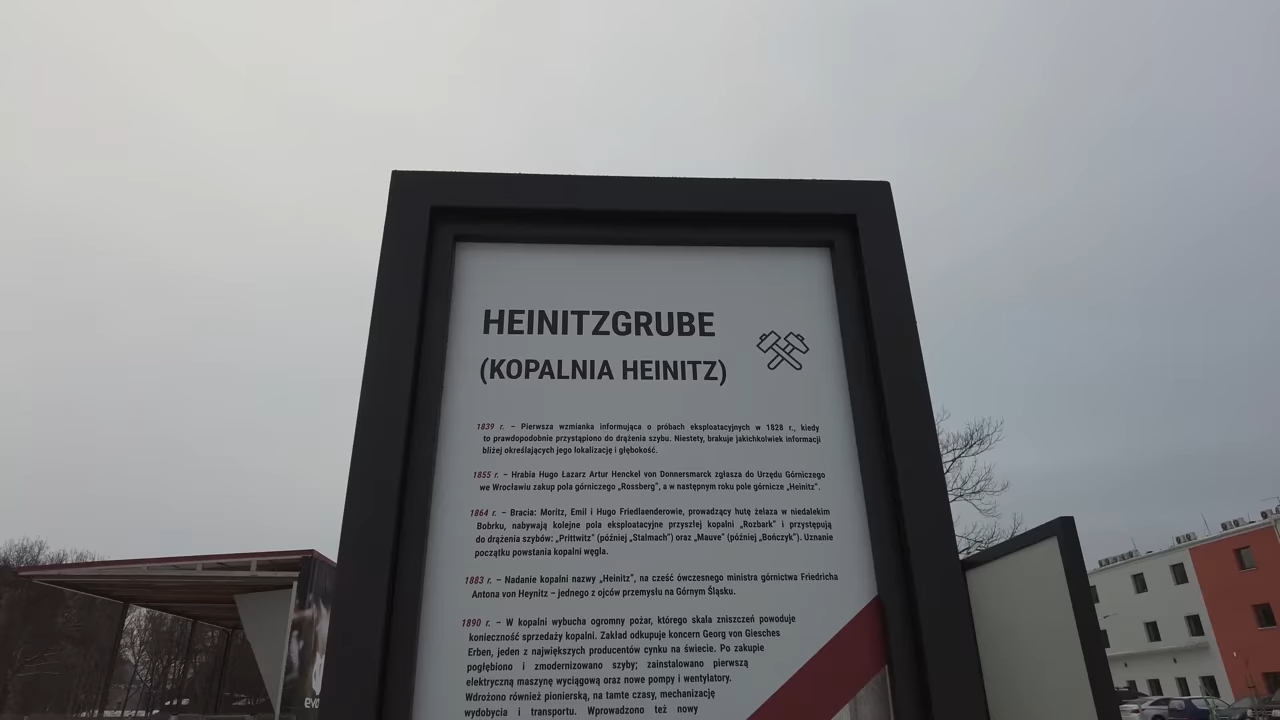 HEINITZGRUBE
(KOPALNIA HEINITZ)
1839 r. – Pierwsza wzmianka informująca o próbach eksploatacyjnych w 1828 r., kiedy
to prawdopodobnie przystąpiono do drążenia szybu. Niestety, brakuje jakichkolwiek informacji
bliżej określających jego lokalizację i głębokość.
1855 r. – Hrabia Hugo Łazarz Artur Henckel von Donnersmarck zgłasza do Urzędu Górniczego
we Wrocławiu zakup pola górniczego „Rossberg”, a w następnym roku pole górnicze „Heinitz”.
1864 r. – Bracia: Moritz, Emil i Hugo Friedlaenderowie, prowadzący hutę żelaza w niedalekim
Bobrku, nabywają kolejne pola eksploatacyjne przyszłej kopalni „Rozbark” i przystępują
do drążenia szybów: „Prittwitz” (później „Stalmach”) oraz „Mauve” (później „Bończyk”). Uznanie
początku powstania kopalni węgla.
1883 r. – Nadanie kopalni nazwy „Heinitz”, na cześć ówczesnego ministra górnictwa Friedricha
Antona von Heynitz – jednego z ojców przemysłu na Górnym Śląsku.
1890 r. – W kopalni wybucha ogromny pożar, którego skala zniszczeń powoduje
konieczność sprzedaży kopalni. Zakład odkupuje koncern Georg von Giesches
Erben, jeden z największych producentów cynku na świecie. Po zakupie
pogłębiono i zmodernizowano szyby; zainstalowano pierwszą
elektryczną maszynę wyciągową oraz nowe pompy i wentylatory.
Wdrożono również pionierską, na tamte czasy, mechanizację
wydobycia i transportu. Wprowadzono też nowy